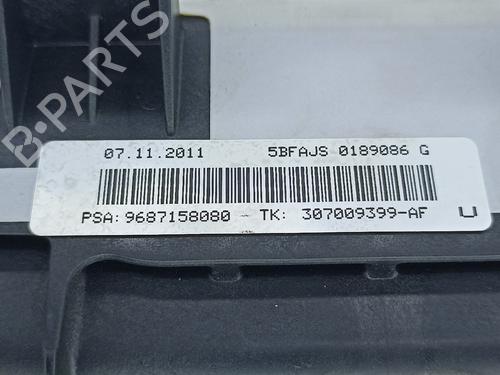 07.11.2011 5BFAJS 0189086 G
PSA:9687158080 - TK: 307009399-AF U
B-PARTS